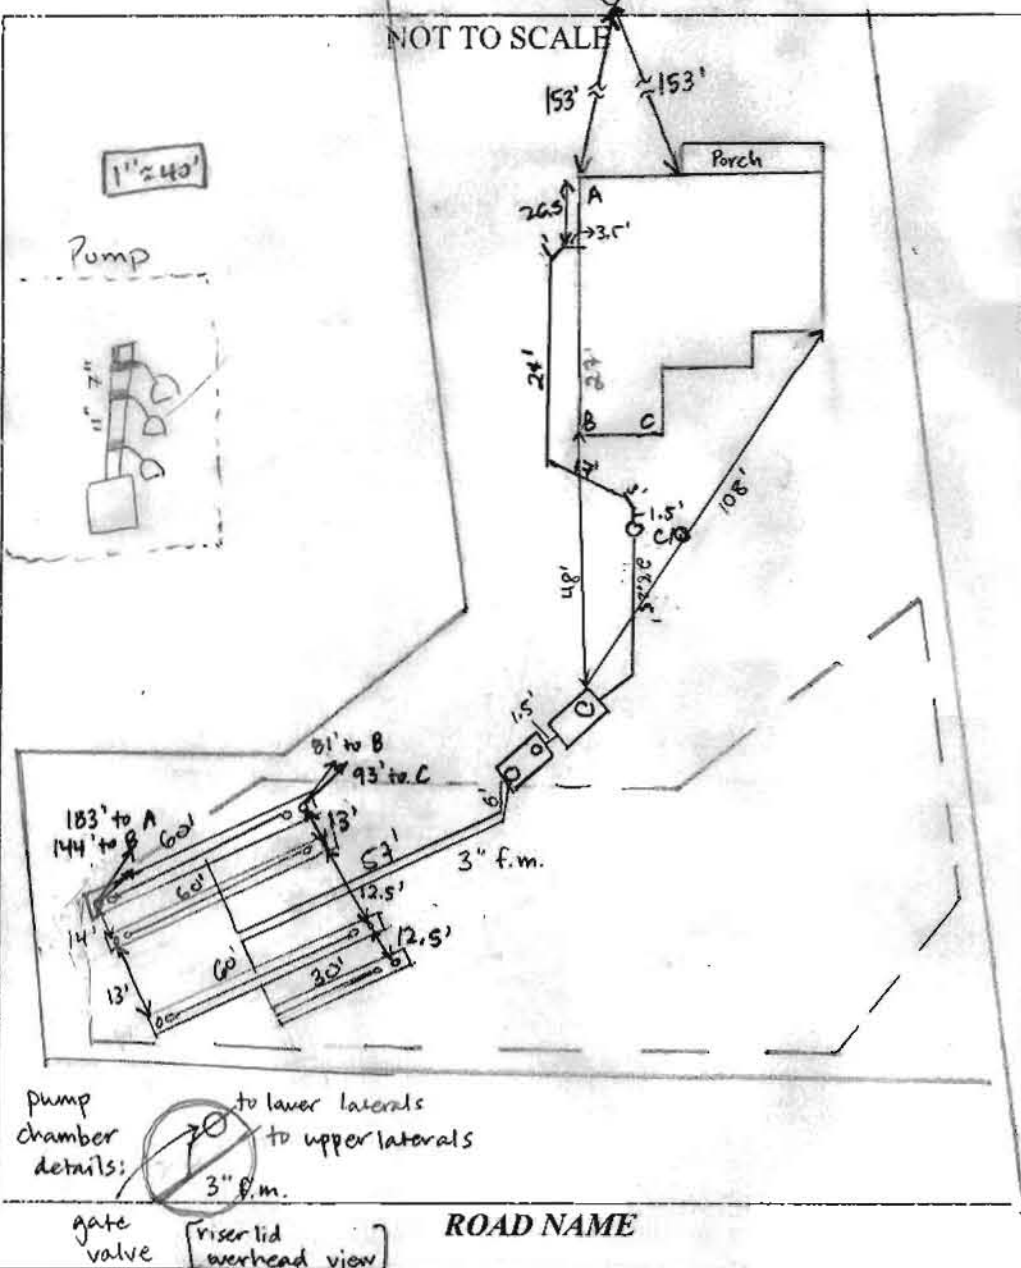 NOT TO SCALE
153'
153'
1"≈40'
Porch
A
26.5'
3.5'
Pump
24'
27'
7"
11"
B
C
14'
1.5'
C/O
108'
48'
1.5'
C
81' to B
93' to C
183' to A
144' to B
60'
13'
6'
57'
3" f.m.
60'
12.5'
14'
12.5'
60'
30'
13'
pump
chamber
details:
to lower laterals
to upper laterals
3" f.m.
gate
valve
[riser lid
overhead view]
ROAD NAME